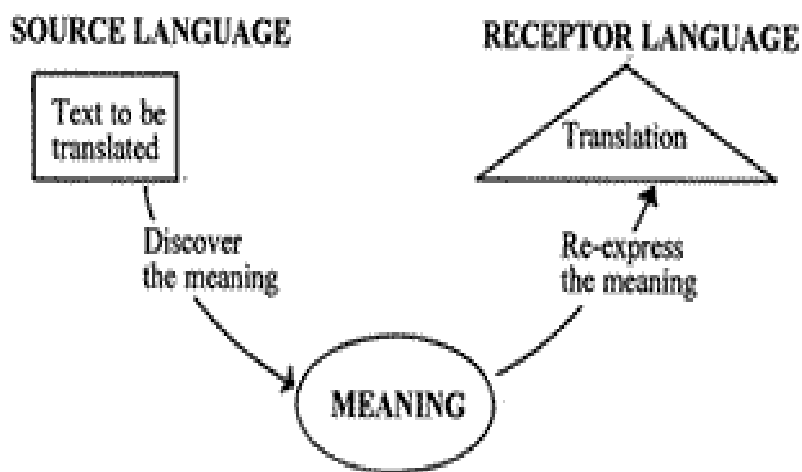 SOURCE LANGUAGE
RECEPTOR LANGUAGE
Text to be
translated
Translation
Discover
the meaning
Re-express
the meaning
MEANING